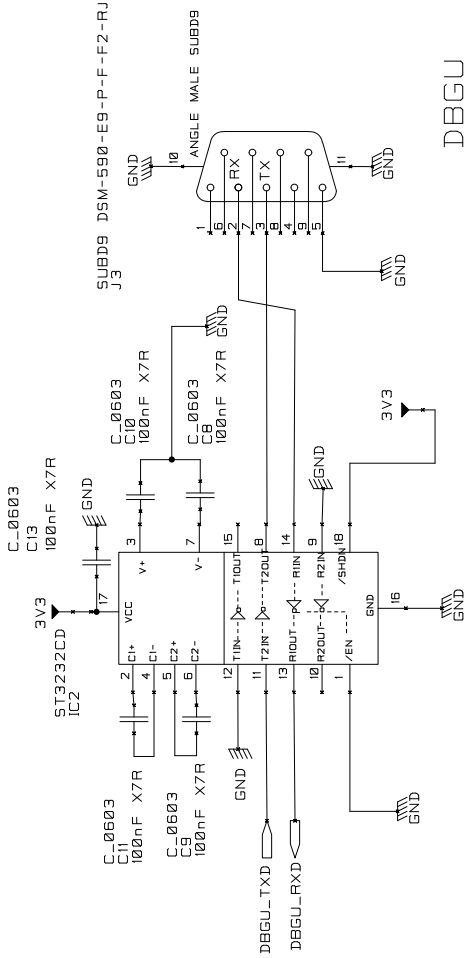 C_0603
C13
100nF X7R
3V3
GND
17
ST3232CD
IC2
SUBD9 DSM-590-E9-P-F-F2-RJ
J3
C_0603
C11
100nF X7R
C_0603
C10
100nF X7R
VCC
2 C1+ V+ 3
4 C1-
5 C2+
6 C2- V- 7
C_0603
C9
100nF X7R
C_0603
C8
100nF X7R
GND
GND
10
ANGLE MALE SUBD9
GND
12 T1IN T1OUT 15
DBGU_TXD
11 T2IN T2OUT 8
DBGU_RXD
13 R1OUT R1IN 14
10 R2OUT R2IN 9
GND
1 /EN /SHDN 18
GND
16
GND
GND
3V3
1
6
2 RX
7
3 TX
8
4
9
5
11
GND
GND
DBGU